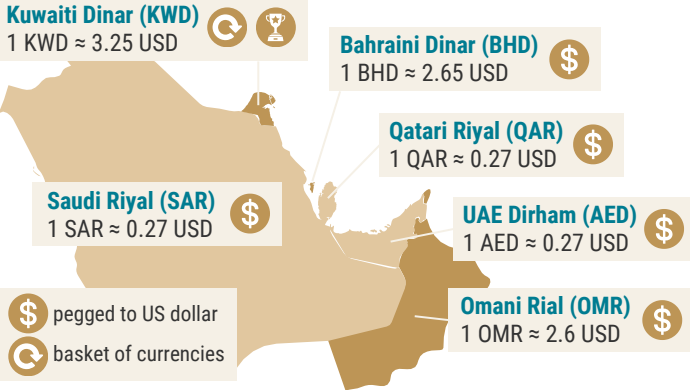 Kuwaiti Dinar (KWD)
1 KWD ≈ 3.25 USD
Bahraini Dinar (BHD)
1 BHD ≈ 2.65 USD
$
Qatari Riyal (QAR)
1 QAR ≈ 0.27 USD
$
Saudi Riyal (SAR)
1 SAR ≈ 0.27 USD
$
UAE Dirham (AED)
1 AED ≈ 0.27 USD
$
Omani Rial (OMR)
1 OMR ≈ 2.6 USD
$
$ pegged to US dollar
basket of currencies